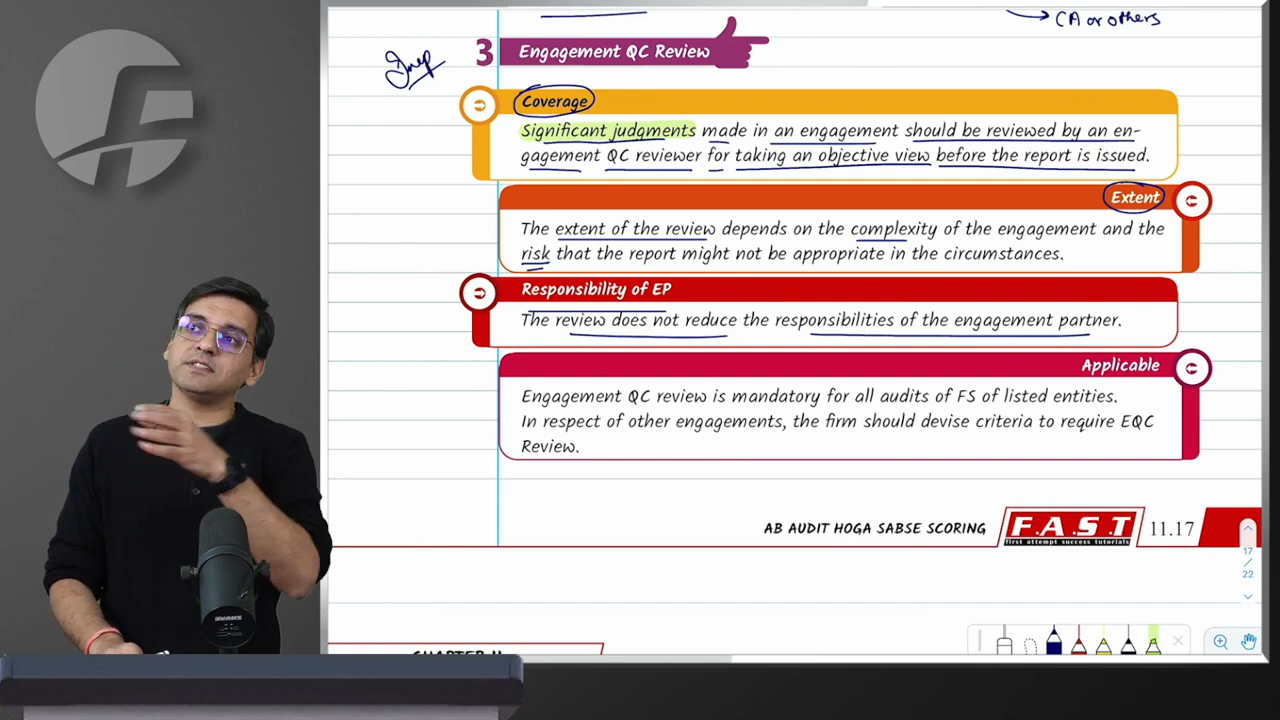 CA or others
Imp
3 Engagement QC Review
Coverage
Significant judgments made in an engagement should be reviewed by an en-
gagement QC reviewer for taking an objective view before the report is issued.
Extent
The extent of the review depends on the complexity of the engagement and the
risk that the report might not be appropriate in the circumstances.
Responsibility of EP
The review does not reduce the responsibilities of the engagement partner.
Applicable
Engagement QC review is mandatory for all audits of FS of listed entities.
In respect of other engagements, the firm should devise criteria to require EQC
Review.
AB AUDIT HOGA SABSE SCORING
F.A.S.T
first attempt success tutorials
11.17
17
/
22